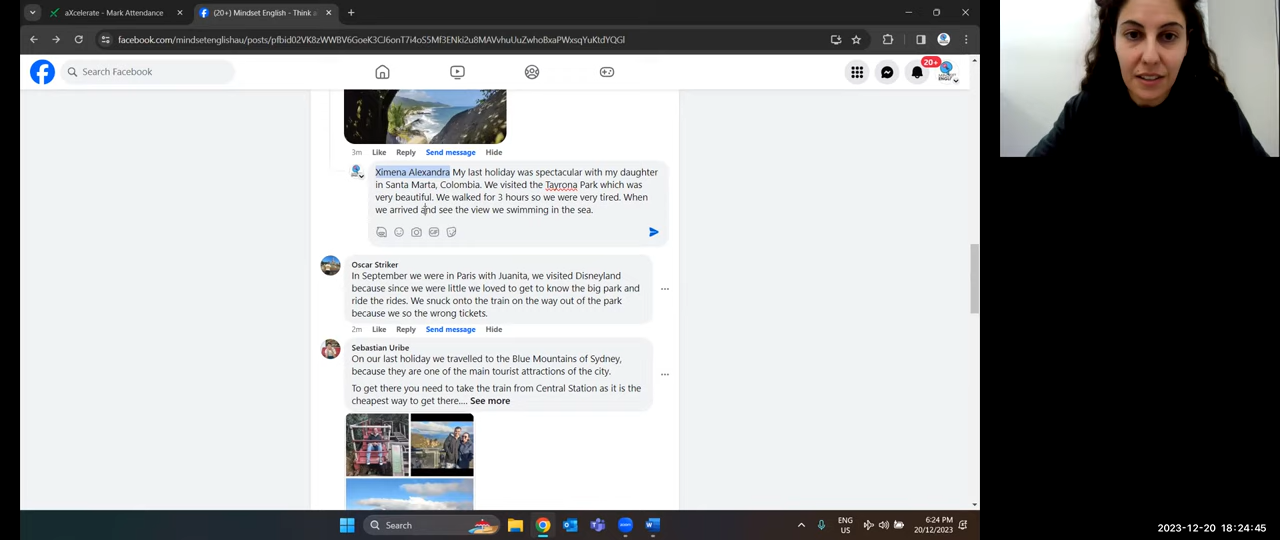 aXcelerate - Mark Attendance
(20+) Mindset English - Think a
facebook.com/mindsetenglishau/posts/
Search Facebook
20+
3m Like Reply Send message Hide
Ximena Alexandra My last holiday was spectacular with my daughter
in Santa Marta, Colombia. We visited the Tayrona Park which was
very beautiful. We walked for 3 hours so we were very tired. When
we arrived and see the view we swimming in the sea.
Oscar Striker
In September we were in Paris with Juanita, we visited Disneyland
because since we were little we loved to get to know the big park and
ride the rides. We snuck onto the train on the way out of the park
because we so the wrong tickets.
2m Like Reply Send message Hide
Sebastian Uribe
On our last holiday we travelled to the Blue Mountains of Sydney,
because they are one of the main tourist attractions of the city.
To get there you need to take the train from Central Station as it is the
cheapest way to get there.... See more
Search
ENG
US
6:24 PM
20/12/2023
2023-12-20 18:24:45